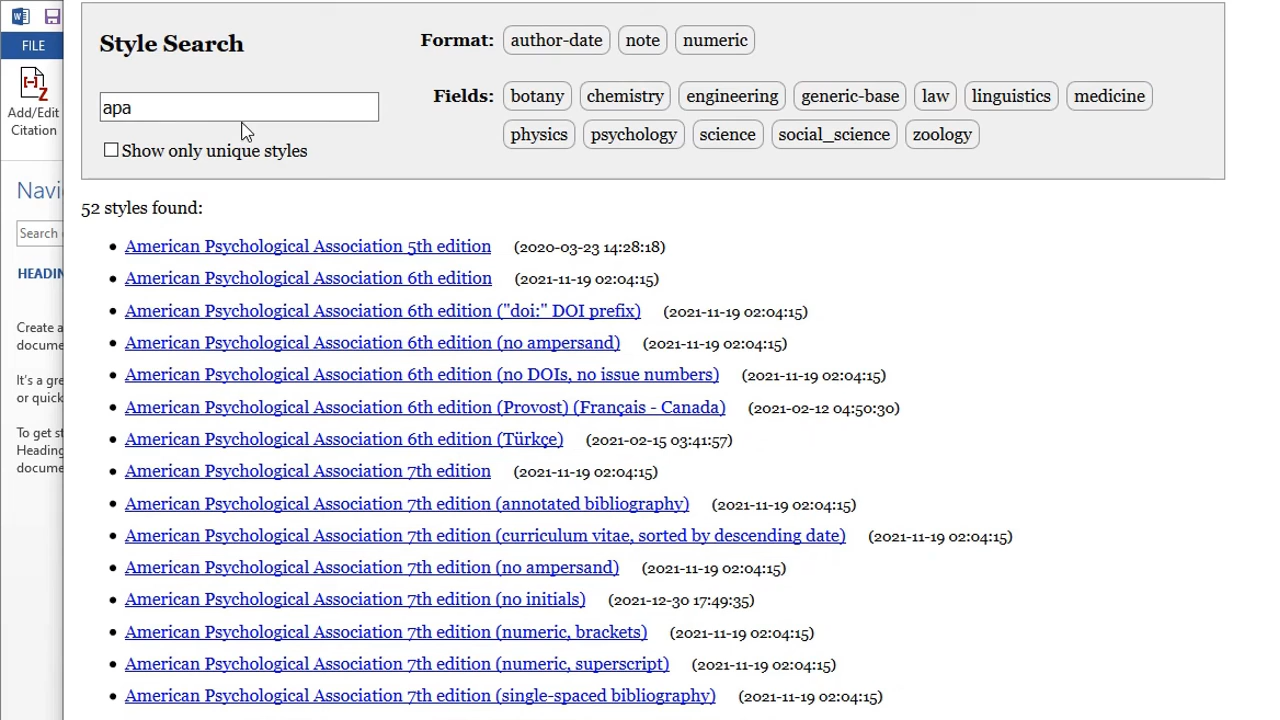 FILE
Add/Edit
Citation
Navi
Search
HEADIN
Create a
docume
It's a gre
or quick
To get st
Heading
docume
Style Search
apa
Show only unique styles
Format: author-date note numeric
Fields: botany chemistry engineering generic-base law linguistics medicine
physics psychology science social_science zoology
52 styles found:
American Psychological Association 5th edition (2020-03-23 14:28:18)
American Psychological Association 6th edition (2021-11-19 02:04:15)
American Psychological Association 6th edition ("doi:" DOI prefix) (2021-11-19 02:04:15)
American Psychological Association 6th edition (no ampersand) (2021-11-19 02:04:15)
American Psychological Association 6th edition (no DOIs, no issue numbers) (2021-11-19 02:04:15)
American Psychological Association 6th edition (Provost) (Français - Canada) (2021-02-12 04:50:30)
American Psychological Association 6th edition (Türkçe) (2021-02-15 03:41:57)
American Psychological Association 7th edition (2021-11-19 02:04:15)
American Psychological Association 7th edition (annotated bibliography) (2021-11-19 02:04:15)
American Psychological Association 7th edition (curriculum vitae, sorted by descending date) (2021-11-19 02:04:15)
American Psychological Association 7th edition (no ampersand) (2021-11-19 02:04:15)
American Psychological Association 7th edition (no initials) (2021-12-30 17:49:35)
American Psychological Association 7th edition (numeric, brackets) (2021-11-19 02:04:15)
American Psychological Association 7th edition (numeric, superscript) (2021-11-19 02:04:15)
American Psychological Association 7th edition (single-spaced bibliography) (2021-11-19 02:04:15)